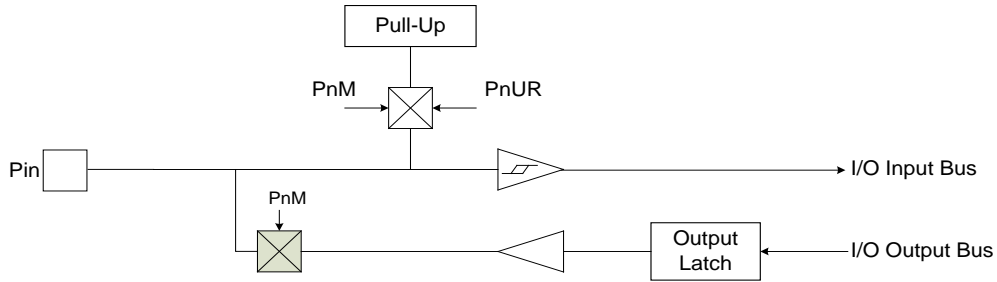 Pull-Up
PnM
PnUR
Pin
I/O Input Bus
PnM
Output
Latch
I/O Output Bus